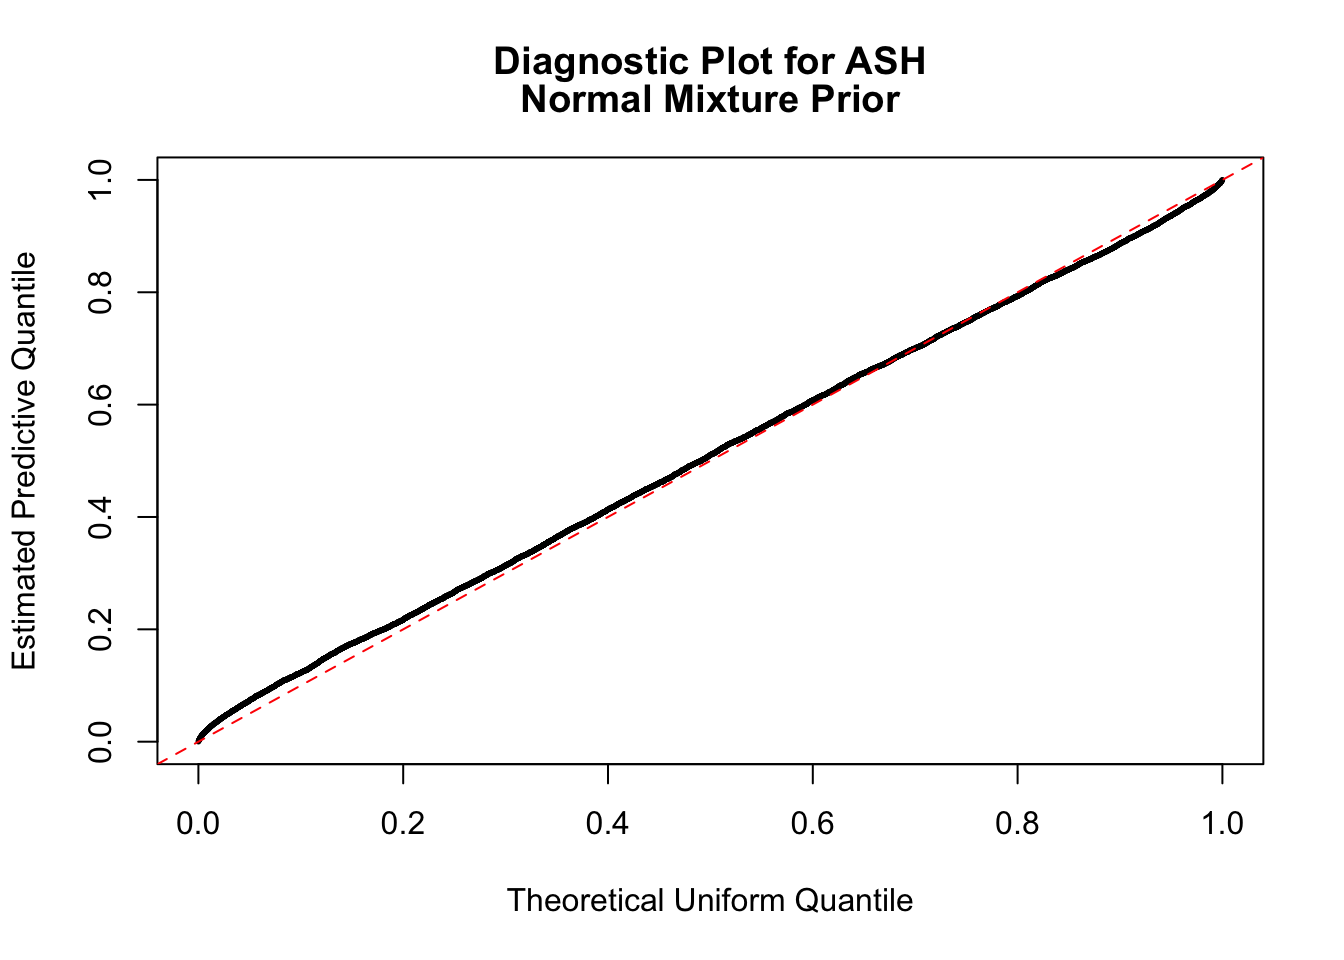 Diagnostic Plot for ASH
Normal Mixture Prior
Estimated Predictive Quantile
1.0
0.8
0.6
0.4
0.2
0.0
0.0 0.2 0.4 0.6 0.8 1.0
Theoretical Uniform Quantile